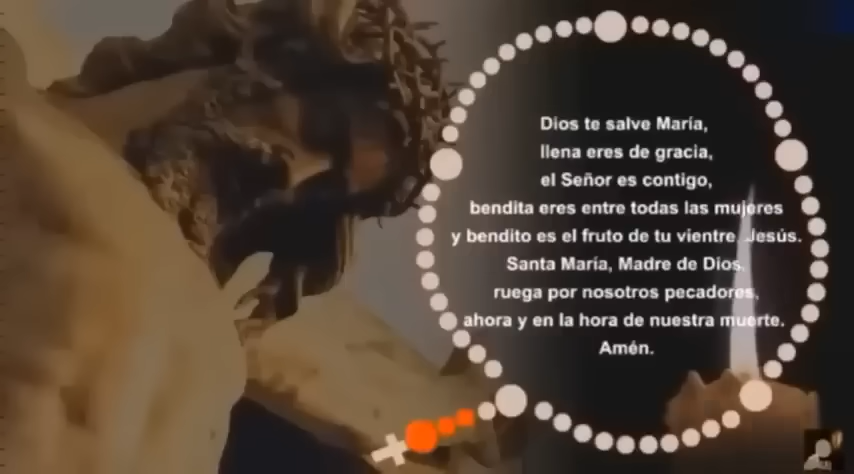 Dios te salve María,
llena eres de gracia,
el Señor es contigo,
bendita eres entre todas las mujeres
y bendito es el fruto de tu vientre, Jesús.
Santa María, Madre de Dios,
ruega por nosotros pecadores,
ahora y en la hora de nuestra muerte.
Amén.